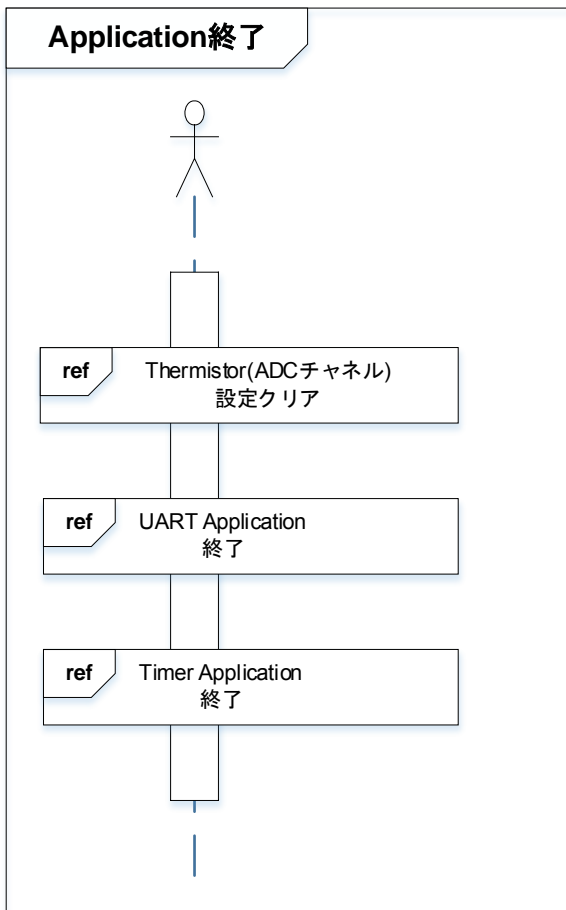 Application終了
ref
Thermistor(ADCチャネル)
設定クリア
ref
UART Application
終了
ref
Timer Application
終了